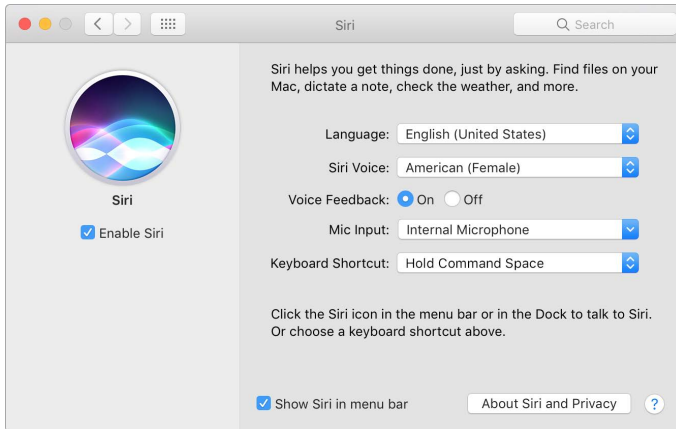 Siri
Search
Siri helps you get things done, just by asking. Find files on your
Mac, dictate a note, check the weather, and more.
Siri
Enable Siri
Language: English (United States)
Siri Voice: American (Female)
Voice Feedback: On Off
Mic Input: Internal Microphone
Keyboard Shortcut: Hold Command Space
Click the Siri icon in the menu bar or in the Dock to talk to Siri.
Or choose a keyboard shortcut above.
Show Siri in menu bar
About Siri and Privacy
?